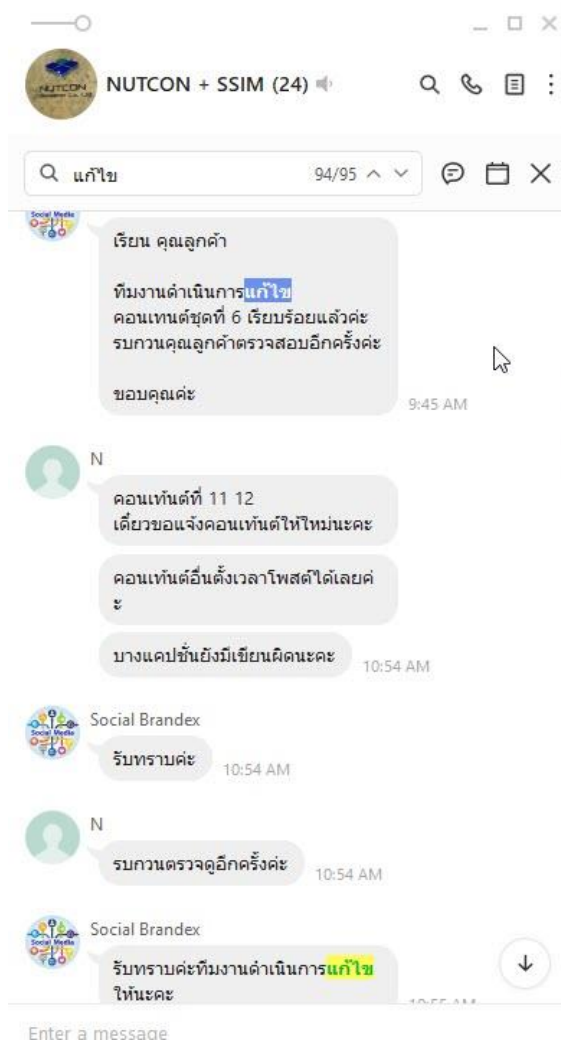 NUTCON + SSIM (24)
แก้ไข
94/95
เรียน คุณลูกค้า
ทีมงานดำเนินการแก้ไข
คอนเทนต์ชุดที่ 6 เรียบร้อยแล้วค่ะ
รบกวนคุณลูกค้าตรวจสอบอีกครั้งค่ะ
ขอบคุณค่ะ
9:45 AM
N
คอนเท้นต์ที่ 11 12
เดี๋ยวขอแจ้งคอนเท้นต์ให้ใหม่นะคะ
คอนเท้นต์อื่นตั้งเวลาโพสต์ได้เลยค่
ะ
บางแคปชั่นยังมีเขียนผิดนะคะ
10:54 AM
Social Brandex
รับทราบค่ะ
10:54 AM
N
รบกวนตรวจดูอีกครั้งค่ะ
10:54 AM
Social Brandex
รับทราบค่ะทีมงานดำเนินการแก้ไข
ให้นะคะ
10:55 AM
Enter a message